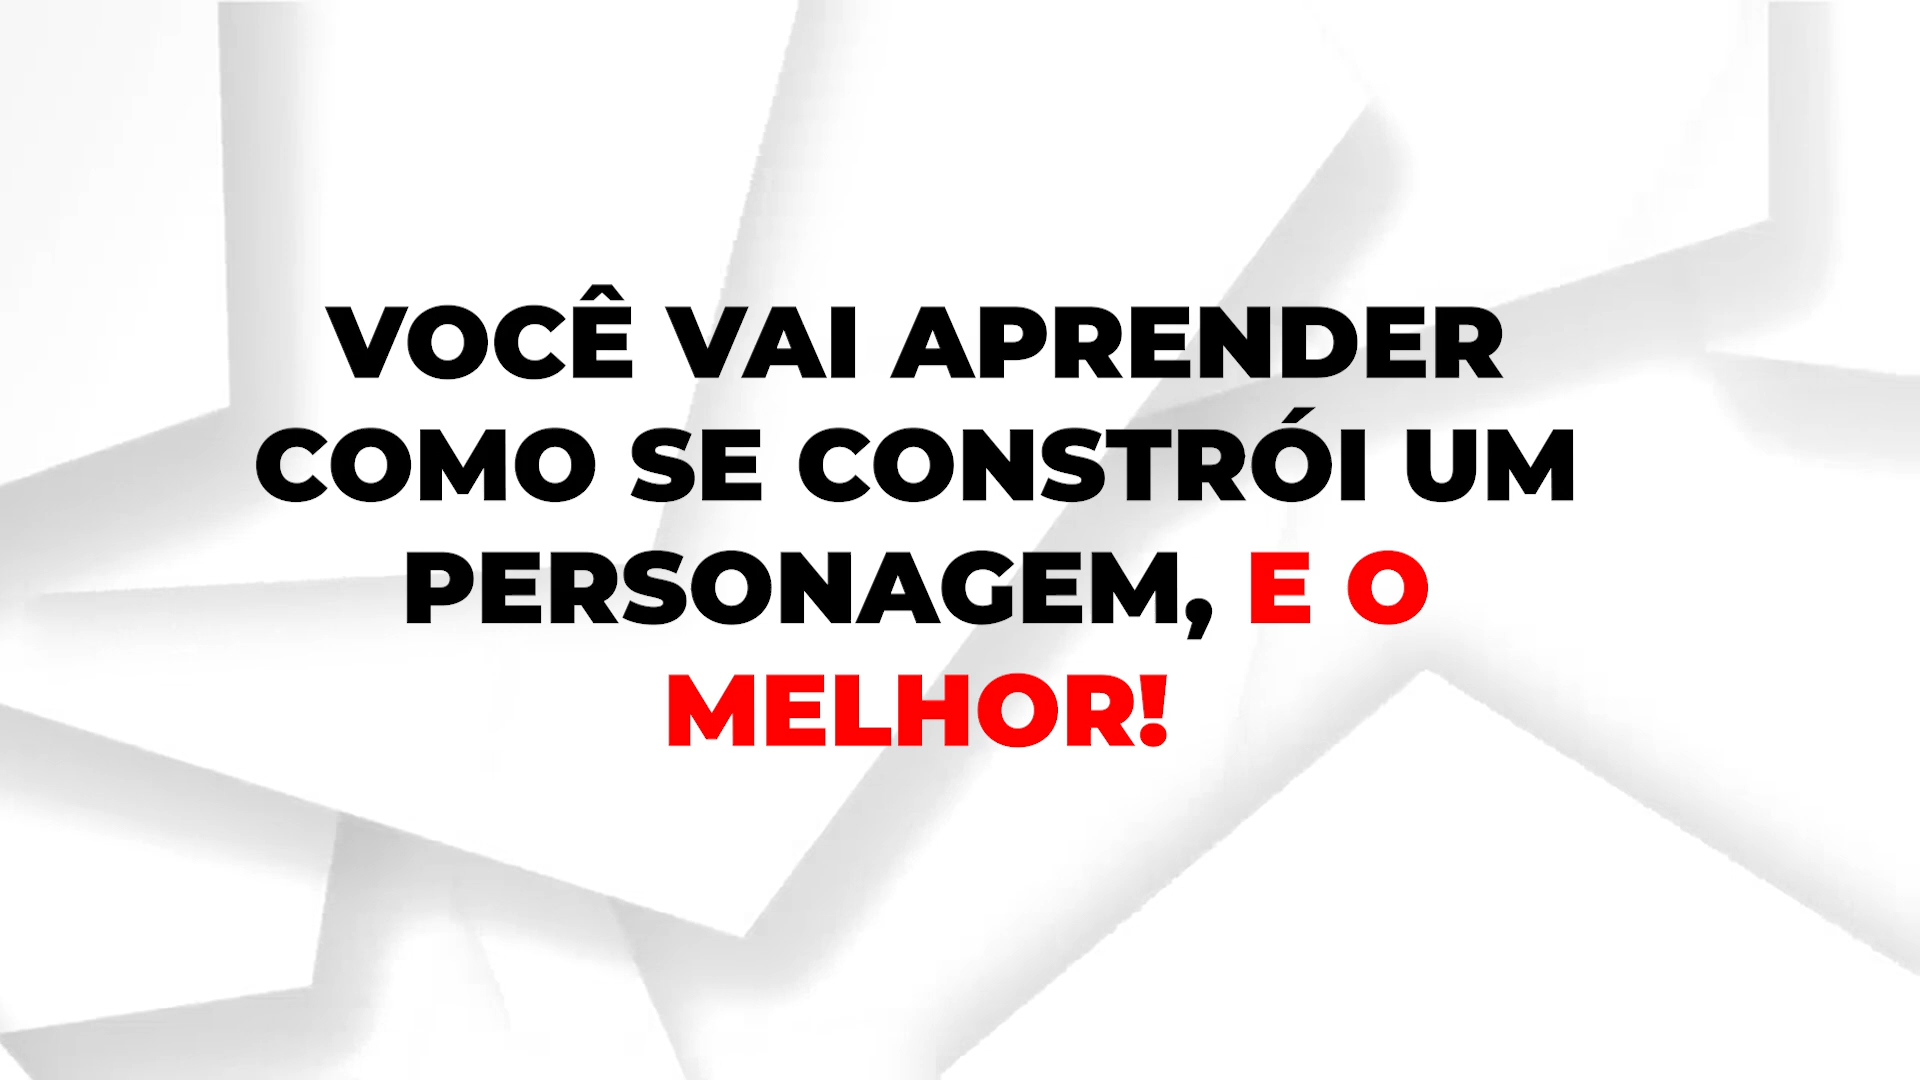 VOCÊ VAI APRENDER
COMO SE CONSTRÓI UM
PERSONAGEM, E O
MELHOR!